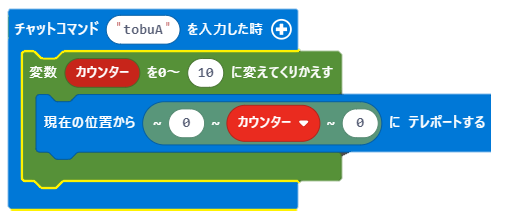 チャットコマンド "tobuA" を入力した時
変数 カウンター を0～ 10 に変えてくりかえす
現在の位置から ~ 0 ~ カウンター ~ 0 に テレポートする